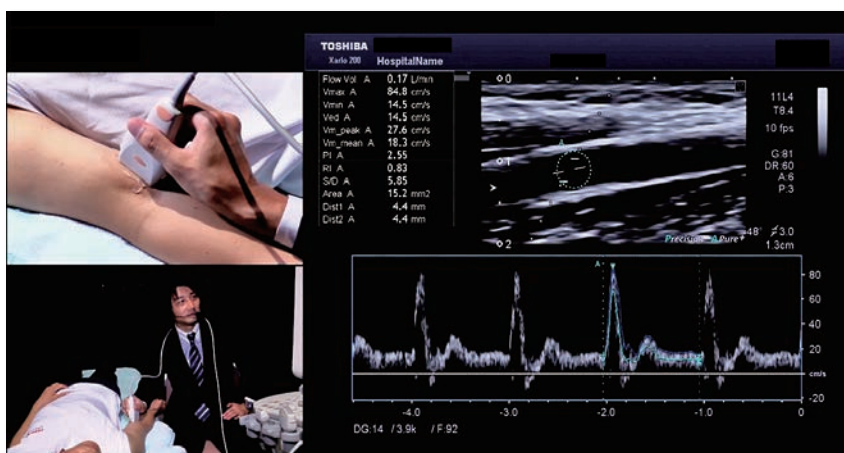 TOSHIBA
Xario 200 HospitalName
Flow Vol A 0.17 L/min
Vmax A 84.8 cm/s
Vmin A 14.5 cm/s
Ved A 14.5 cm/s
Vm_peak A 27.6 cm/s
Vm_mean A 18.3 cm/s
PI A 2.55
RI A 0.83
S/D A 5.85
Area A 15.2 mm2
Dist1 A 4.4 mm
Dist2 A 4.4 mm
0
A
1
2
11L4
T8.4
10 fps
G:81
DR:60
A:6
P:3
-48° ≠3.0
1.3cm
Precision APure+
A
80
60
40
20
cm/s
-20
-4.0 -3.0 -2.0 -1.0 0
DG:14 /3.9k /F:92